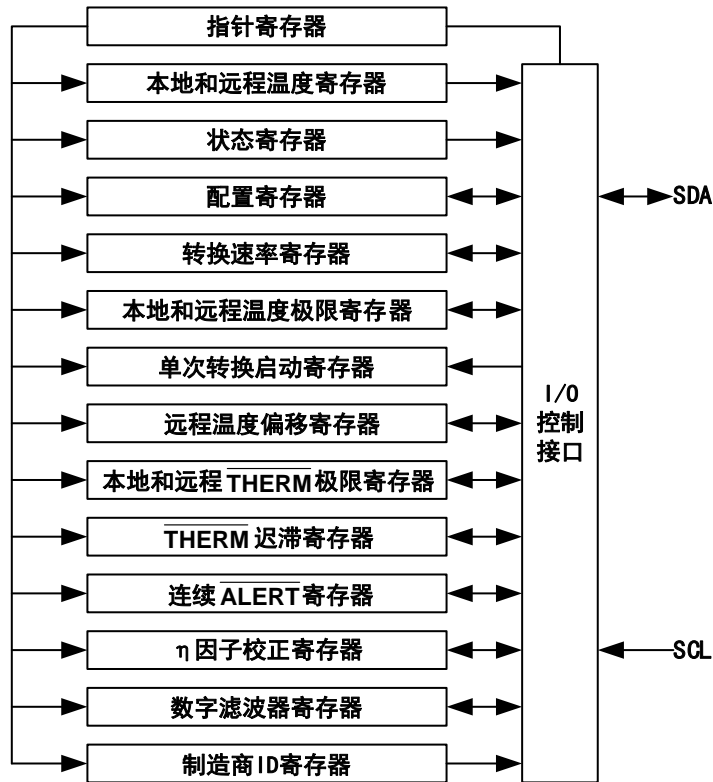 指针寄存器
本地和远程温度寄存器
状态寄存器
配置寄存器
SDA
转换速率寄存器
本地和远程温度极限寄存器
单次转换启动寄存器
I/O
控制
接口
远程温度偏移寄存器
本地和远程THERM极限寄存器
THERM迟滞寄存器
连续ALERT寄存器
η因子校正寄存器
SCL
数字滤波器寄存器
制造商ID寄存器